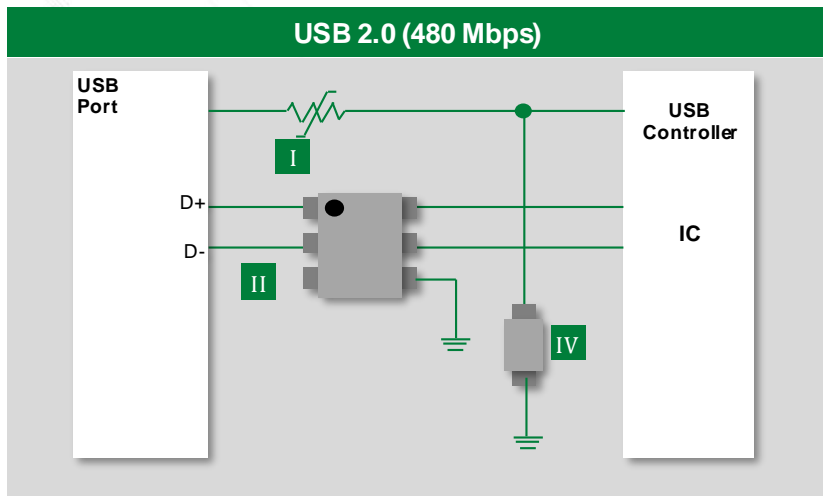 USB 2.0 (480 Mbps)
USB
Port
USB
Controller
I
D+
IC
D-
II
IV